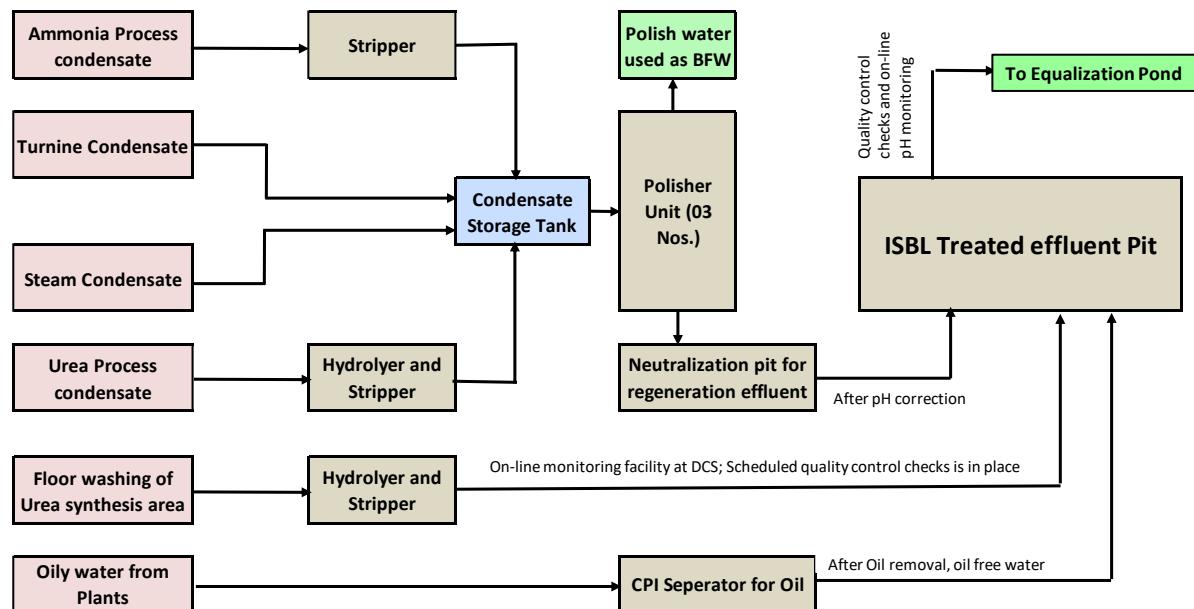 Ammonia Process
condensate
Stripper
Polish water
used as BFW
Quality control
checks and on-line
pH monitoring
To Equalization Pond
Turnine Condensate
Condensate
Storage Tank
Polisher
Unit (03
Nos.)
ISBL Treated effluent Pit
Steam Condensate
Urea Process
condensate
Hydrolyer and
Stripper
Neutralization pit for
regeneration effluent
After pH correction
Floor washing of
Urea synthesis area
Hydrolyer and
Stripper
On-line monitoring facility at DCS; Scheduled quality control checks is in place
Oily water from
Plants
CPI Seperator for Oil
After Oil removal, oil free water